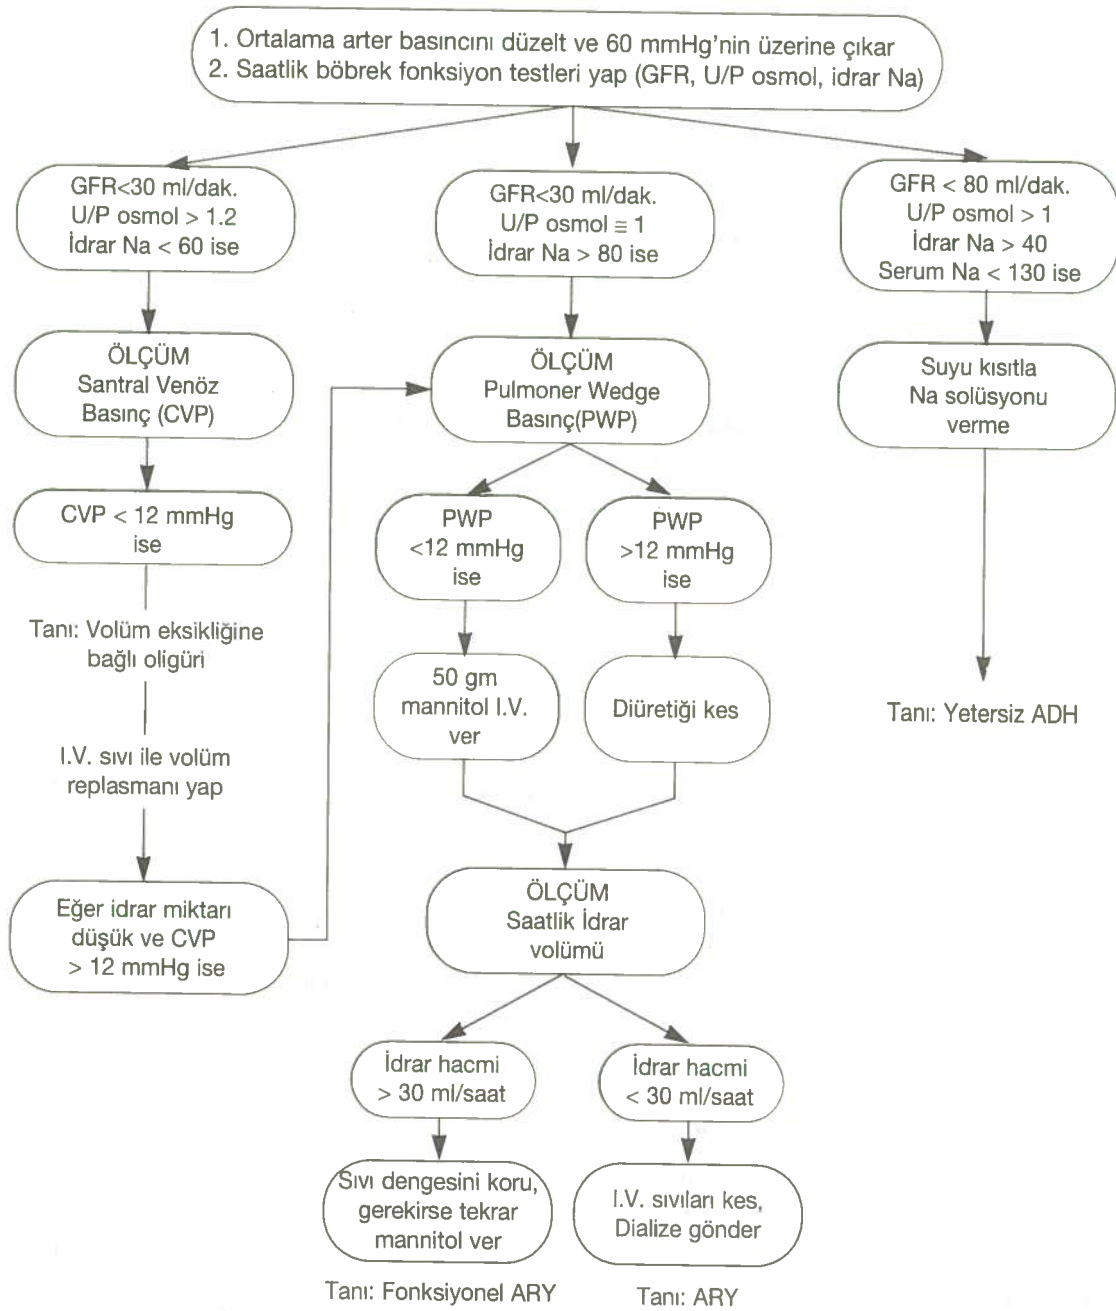 1. Ortalama arter basıncını düzelt ve 60 mmHg'nin üzerine çıkar
2. Saatlik böbrek fonksiyon testleri yap (GFR, U/P osmol, idrar Na)
GFR<30 ml/dak.
U/P osmol > 1.2
İdrar Na < 60 ise
GFR<30 ml/dak.
U/P osmol ≅ 1
İdrar Na > 80 ise
GFR < 80 ml/dak.
U/P osmol > 1
İdrar Na > 40
Serum Na < 130 ise
ÖLÇÜM
Santral Venöz
Basınç (CVP)
ÖLÇÜM
Pulmoner Wedge
Basınç(PWP)
Suyu kısıtla
Na solüsyonu
verme
CVP < 12 mmHg
ise
PWP
<12 mmHg
ise
PWP
>12 mmHg
ise
Tanı: Volüm eksikliğine
bağlı oligüri
50 gm
mannitol I.V.
ver
Diüretiği kes
Tanı: Yetersiz ADH
I.V. sıvı ile volüm
replasmanı yap
Eğer idrar miktarı
düşük ve CVP
> 12 mmHg ise
ÖLÇÜM
Saatlik İdrar
volümü
İdrar hacmi
> 30 ml/saat
İdrar hacmi
< 30 ml/saat
Sıvı dengesini koru,
gerekirse tekrar
mannitol ver
I.V. sıvıları kes,
Dialize gönder
Tanı: Fonksiyonel ARY
Tanı: ARY